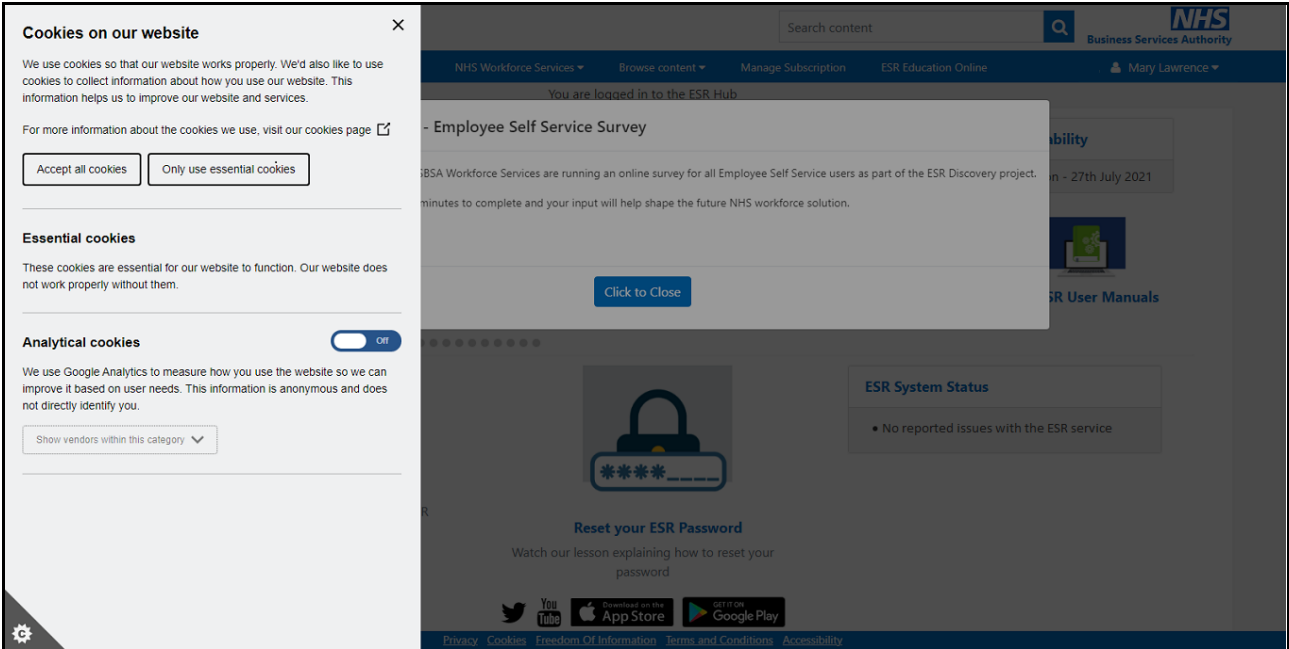 Cookies on our website
We use cookies so that our website works properly. We'd also like to use
cookies to collect information about how you use our website. This
information helps us to improve our website and services.
For more information about the cookies we use, visit our cookies page
Accept all cookies
Only use essential cookies
Essential cookies
These cookies are essential for our website to function. Our website does
not work properly without them.
Analytical cookies
Off
We use Google Analytics to measure how you use the website so we can
improve it based on user needs. This information is anonymous and does
not directly identify you.
Show vendors within this category
Search content
NHS
Business Services Authority
NHS Workforce Services
Browse content
Manage Subscription
ESR Education Online
Mary Lawrence
You are logged in to the ESR Hub
- Employee Self Service Survey
BSA Workforce Services are running an online survey for all Employee Self Service users as part of the ESR Discovery project.
minutes to complete and your input will help shape the future NHS workforce solution.
Click to Close
ability
on - 27th July 2021
SR User Manuals
ESR System Status
• No reported issues with the ESR service
R
****____
Reset your ESR Password
Watch our lesson explaining how to reset your
password
You
Tube
Download on the
App Store
GET IT ON
Google Play
Privacy Cookies Freedom Of Information Terms and Conditions Accessibility